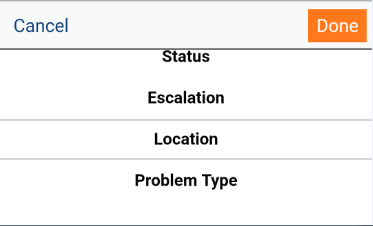 Cancel Done
Status
Escalation
Location
Problem Type